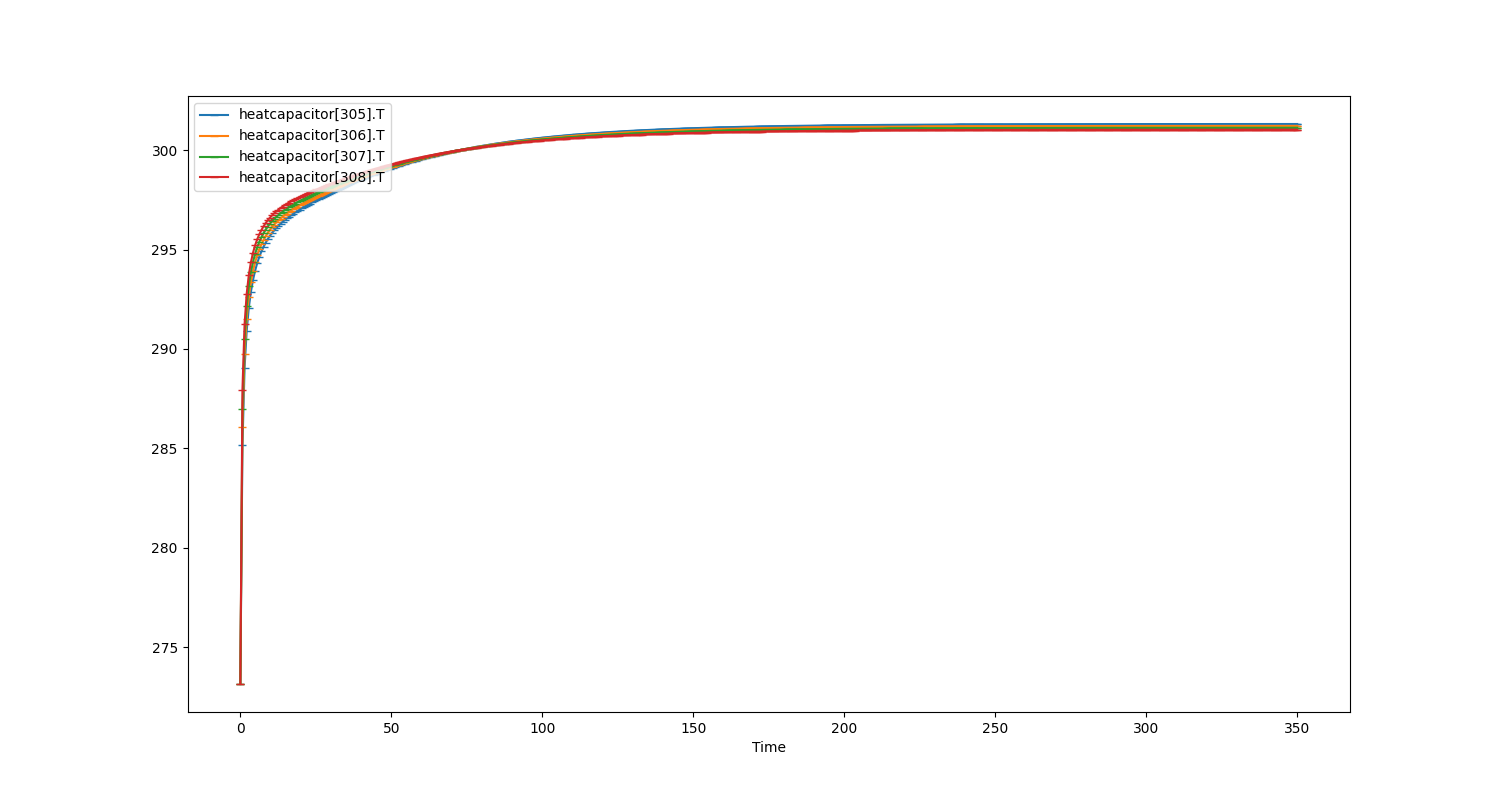 heatcapacitor[305].T
heatcapacitor[306].T
heatcapacitor[307].T
heatcapacitor[308].T
300
295
290
285
280
275
0 50 100 150 200 250 300 350
Time